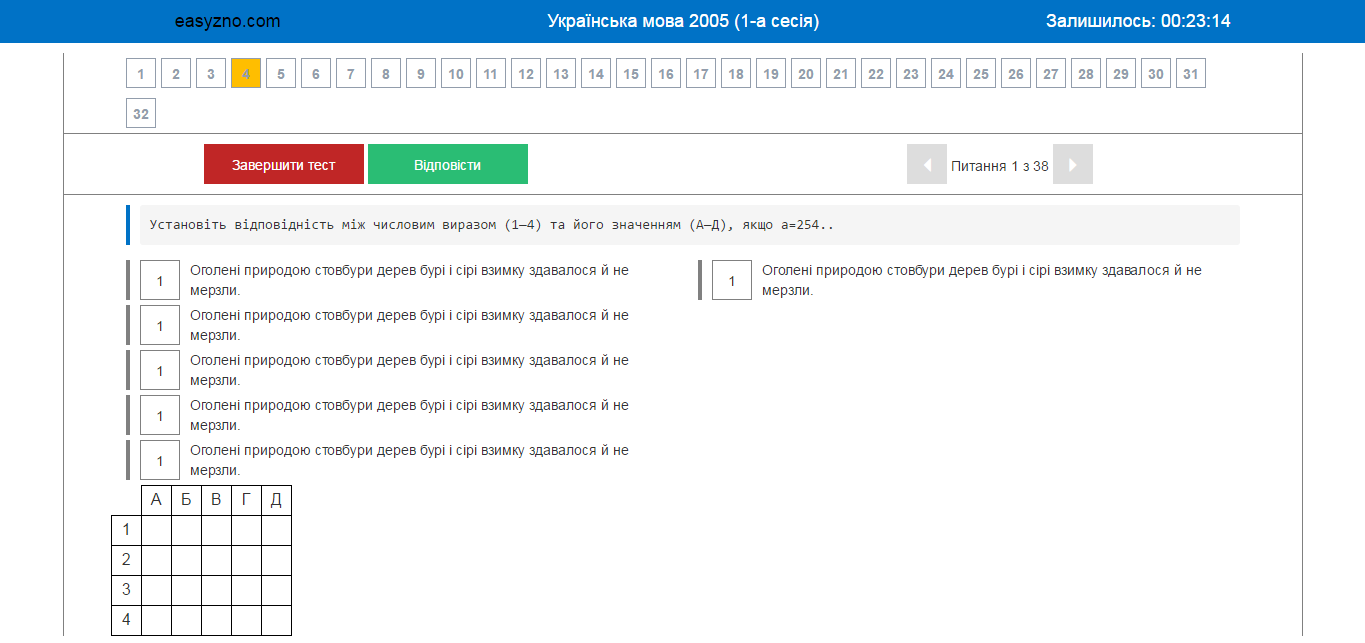 easyzno.com
Українська мова 2005 (1-а сесія)
Залишилось: 00:23:14
1 2 3 4 5 6 7 8 9 10 11 12 13 14 15 16 17 18 19 20 21 22 23 24 25 26 27 28 29 30 31
32
Завершити тест
Відповісти
Питання 1 з 38
Установіть відповідність між числовим виразом (1–4) та його значенням (А–Д), якщо a=254..
1
Оголені природою стовбури дерев бурі і сірі взимку здавалося й не
мерзли.
1
Оголені природою стовбури дерев бурі і сірі взимку здавалося й не
мерзли.
1
Оголені природою стовбури дерев бурі і сірі взимку здавалося й не
мерзли.
1
Оголені природою стовбури дерев бурі і сірі взимку здавалося й не
мерзли.
1
Оголені природою стовбури дерев бурі і сірі взимку здавалося й не
мерзли.
1
Оголені природою стовбури дерев бурі і сірі взимку здавалося й не
мерзли.
А Б В Г Д
1
2
3
4